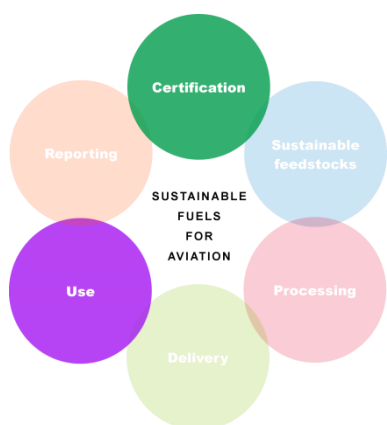 Certification
Reporting
Sustainable
feedstocks
SUSTAINABLE
FUELS
FOR
AVIATION
Use
Processing
Delivery